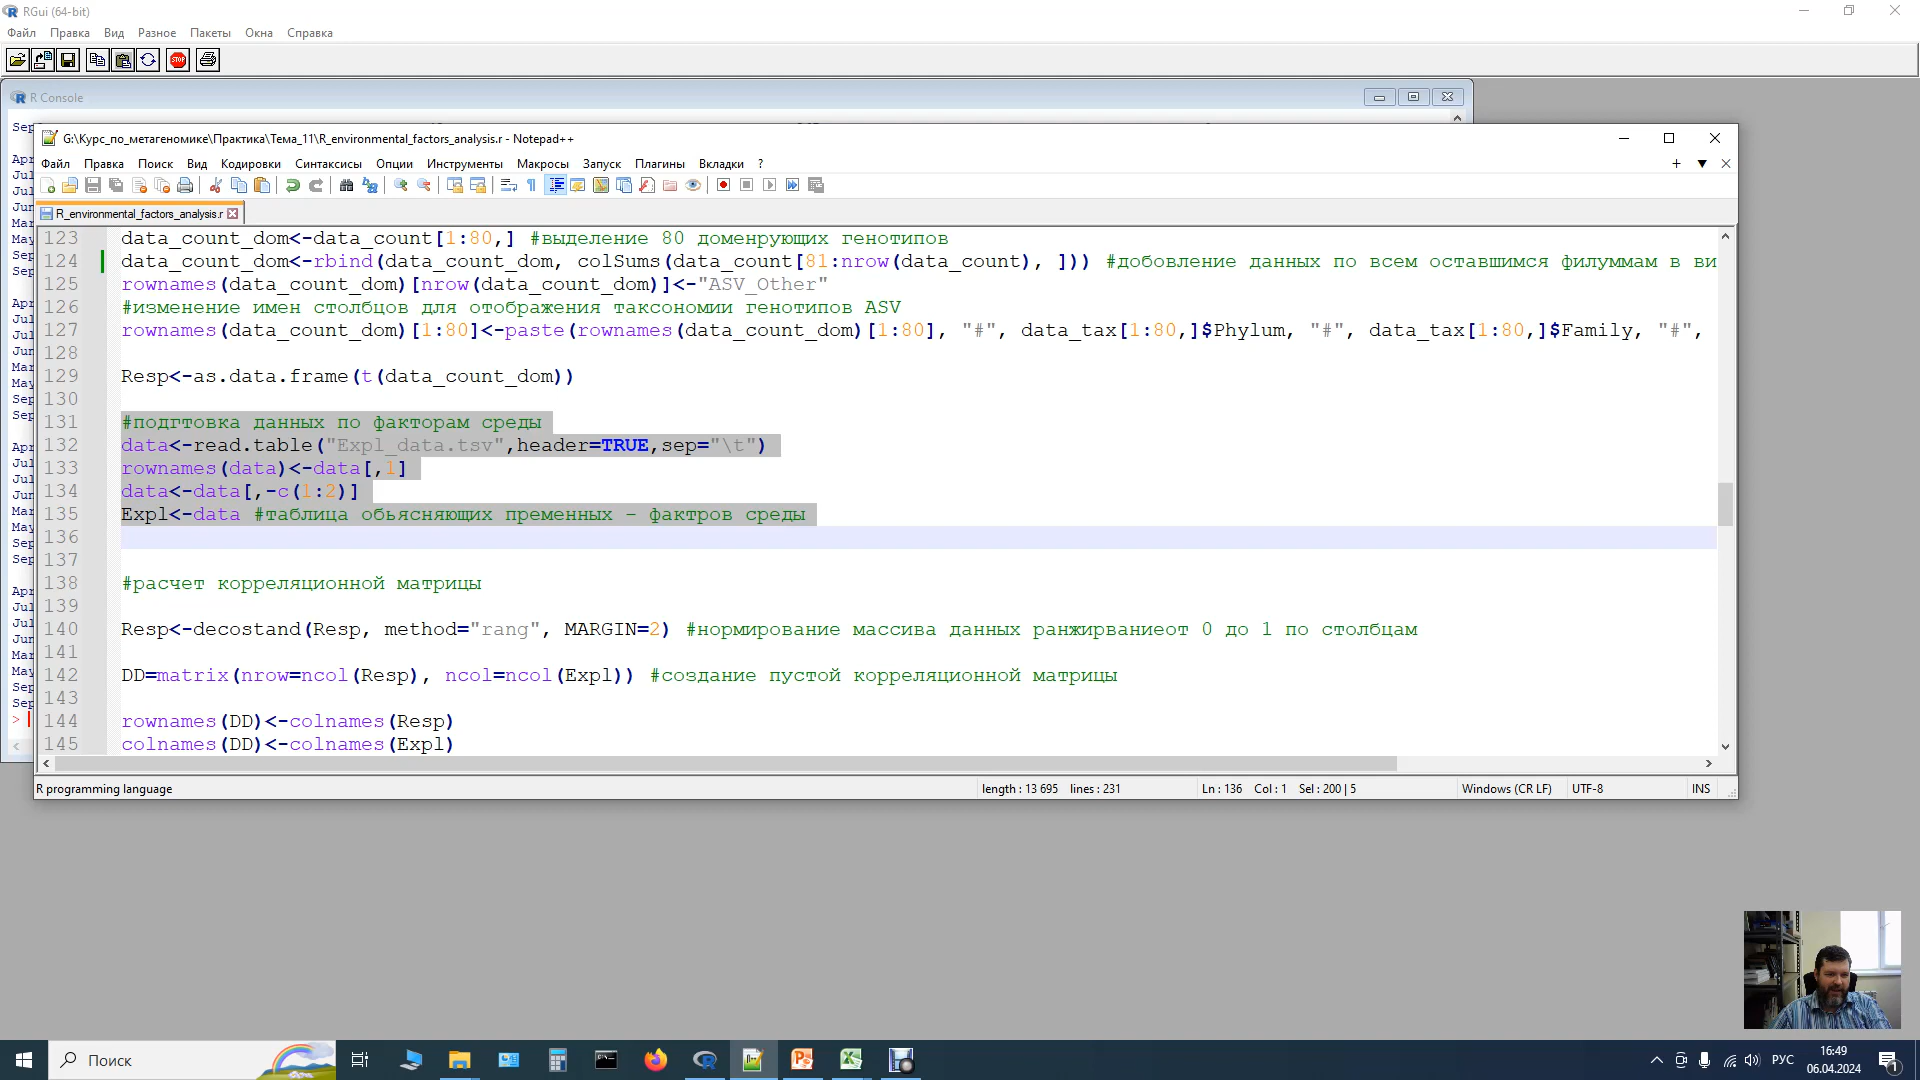 RGui (64-bit)
Файл Правка Вид Разное Пакеты Окна Справка
STOP
R Console
G:\Курс_по_метагеномике\Практика\Тема_11\R_environmental_factors_analysis.r - Notepad++
Файл Правка Поиск Вид Кодировки Синтаксисы Опции Инструменты Макросы Запуск Плагины Вкладки ?
R_environmental_factors_analysis.r
123 data_count_dom<-data_count[1:80,] #выделение 80 доменрующих генотипов
124 data_count_dom<-rbind(data_count_dom, colSums(data_count[81:nrow(data_count), ])) #добовление данных по всем оставшимся филуммам в ви
125 rownames(data_count_dom)[nrow(data_count_dom)]<-"ASV_Other"
126 #изменение имен столбцов для отображения таксономии генотипов ASV
127 rownames(data_count_dom)[1:80]<-paste(rownames(data_count_dom)[1:80], "#", data_tax[1:80,]$Phylum, "#", data_tax[1:80,]$Family, "#",
128
129 Resp<-as.data.frame(t(data_count_dom))
130
131 #подгтовка данных по факторам среды
132 data<-read.table("Expl_data.tsv",header=TRUE,sep="\t")
133 rownames(data)<-data[,1]
134 data<-data[,-c(1:2)]
135 Expl<-data #таблица обьясняющих пременных - фактров среды
136
137
138 #расчет корреляционной матрицы
139
140 Resp<-decostand(Resp, method="rang", MARGIN=2) #нормирование массива данных ранжирваниеот 0 до 1 по столбцам
141
142 DD=matrix(nrow=ncol(Resp), ncol=ncol(Expl)) #создание пустой корреляционной матрицы
143
144 rownames(DD)<-colnames(Resp)
145 colnames(DD)<-colnames(Expl)
R programming language length : 13 695 lines : 231 Ln : 136 Col : 1 Sel : 200 | 5 Windows (CR LF) UTF-8 INS
Поиск
РУС
16:49
06.04.2024
1